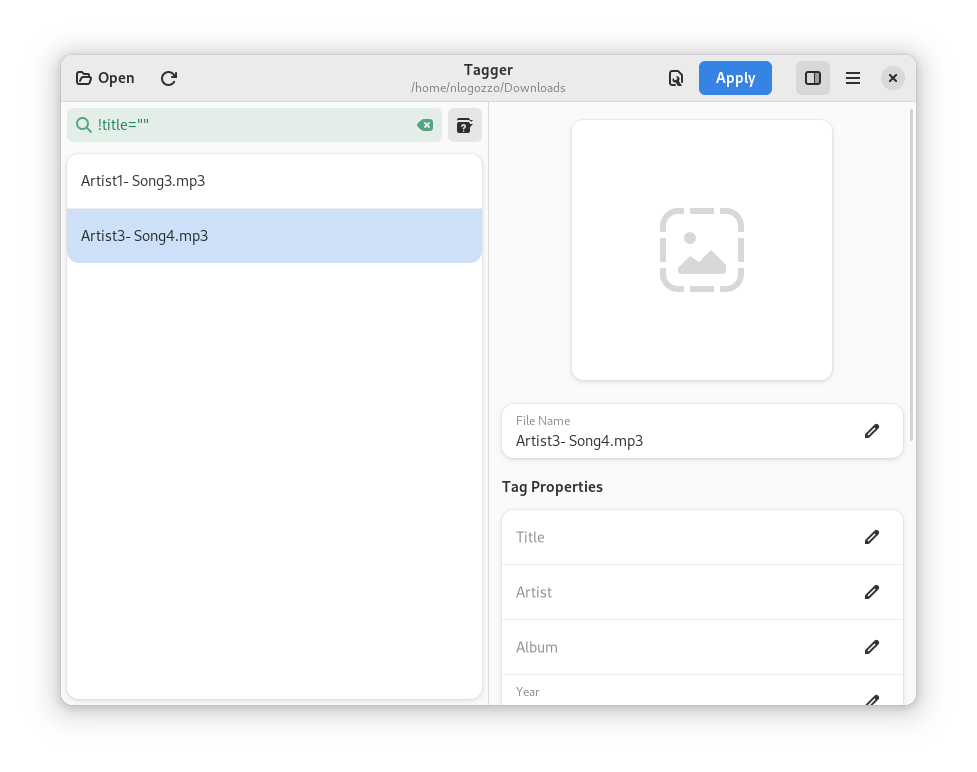 Open
Tagger
/home/nlogozzo/Downloads
Apply
!title=""
Artist1- Song3.mp3
Artist3- Song4.mp3
File Name
Artist3- Song4.mp3
Tag Properties
Title
Artist
Album
Year